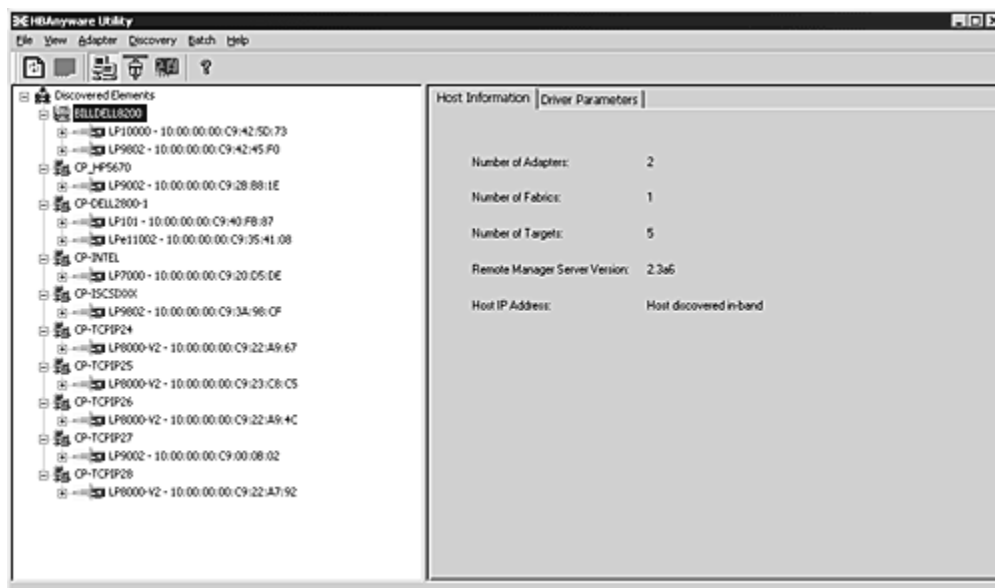 HBAnyware Utility
File View Adapter Discovery Batch Help
Discovered Elements
BILLDELL8200
LP10000 - 10:00:00:00:C9:42:5D:73
LP9802 - 10:00:00:00:C9:42:45:F0
CP_HP5670
LP9002 - 10:00:00:00:C9:28:88:1E
CP-DELL2800-1
LP101 - 10:00:00:00:C9:40:FB:87
LPe11002 - 10:00:00:00:C9:35:41:08
CP-INTEL
LP7000 - 10:00:00:00:C9:20:D5:DE
CP-ISCSIXXX
LP9802 - 10:00:00:00:C9:3A:98:CF
CP-TCPIP24
LP8000-V2 - 10:00:00:00:C9:22:A9:67
CP-TCPIP25
LP8000-V2 - 10:00:00:00:C9:23:C8:C5
CP-TCPIP26
LP8000-V2 - 10:00:00:00:C9:22:A9:4C
CP-TCPIP27
LP9002 - 10:00:00:00:C9:00:08:02
CP-TCPIP28
LP8000-V2 - 10:00:00:00:C9:22:A7:92
Host Information Driver Parameters
Number of Adapters: 2
Number of Fabrics: 1
Number of Targets: 5
Remote Manager Server Version: 2.3a6
Host IP Address: Host discovered in-band